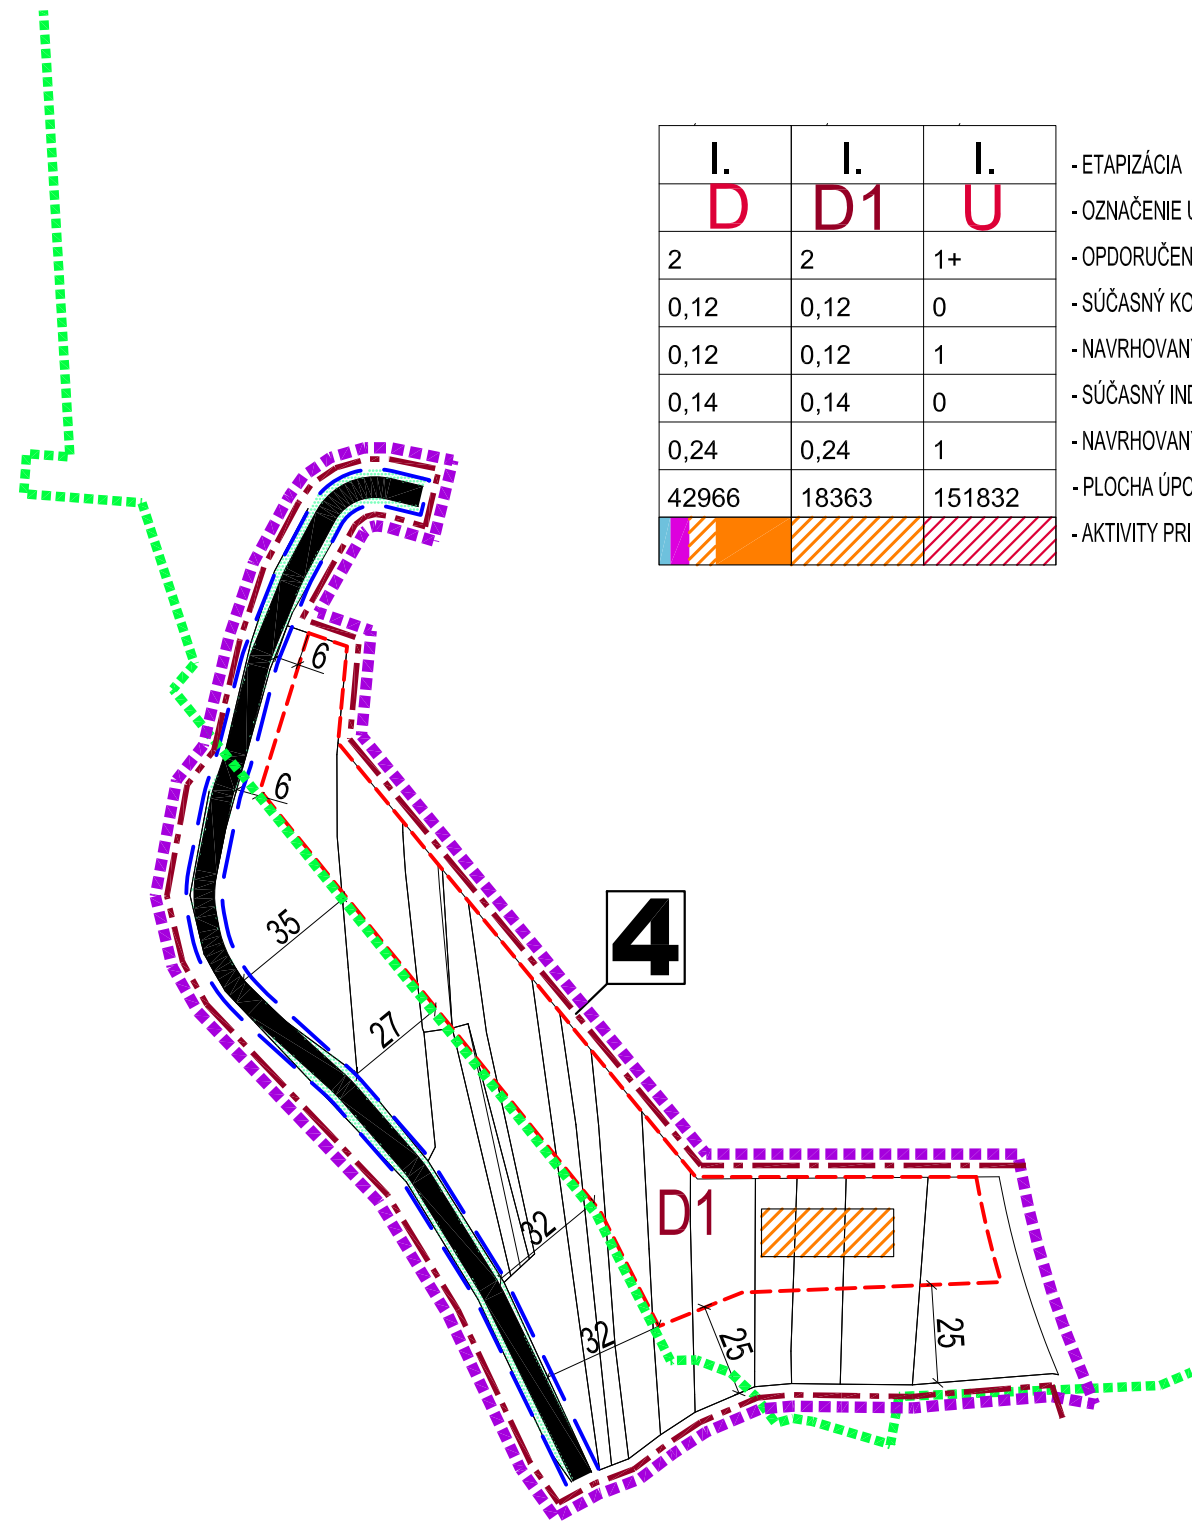 I. I. I. - ETAPIZÁCIA
D D1 U - OZNAČENIE
2 2 1+ - OPDORUČEN
0,12 0,12 0 - SÚČASNÝ KO
0,12 0,12 1 - NAVRHOVAN
0,14 0,14 0 - SÚČASNÝ IND
0,24 0,24 1 - NAVRHOVAN
42966 18363 151832 - PLOCHA ÚPC
- AKTIVITY PRI
6
6
35
4
27
D1
32
32
25
25